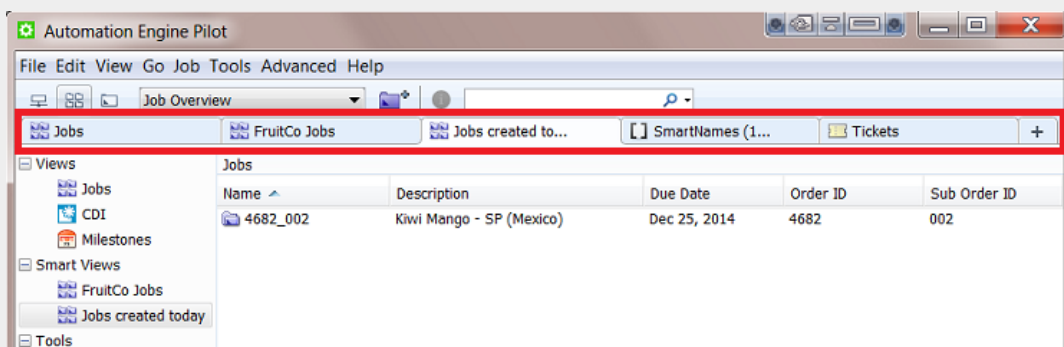 Automation Engine Pilot
File Edit View Go Job Tools Advanced Help
Job Overview
Jobs FruitCo Jobs Jobs created to... [ ] SmartNames (1... Tickets +
Views
Jobs
CDI
Milestones
Smart Views
FruitCo Jobs
Jobs created today
Tools
Jobs
Name Description Due Date Order ID Sub Order ID
4682_002 Kiwi Mango - SP (Mexico) Dec 25, 2014 4682 002